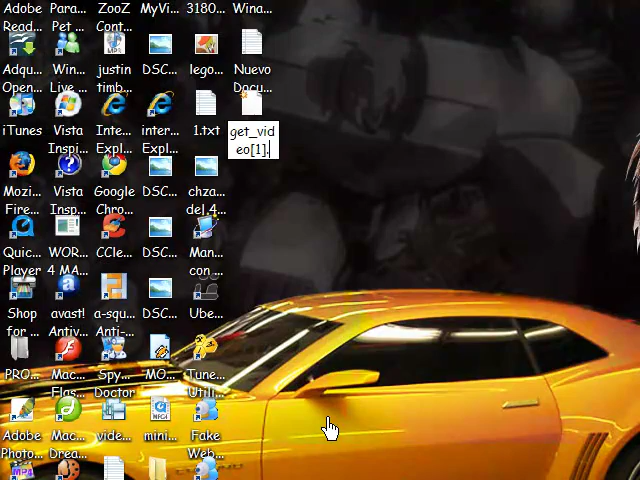 Adobe Para... ZooZ MyVi... 3180... Wina...
Read... Pet ... Cont...
Adqu... Win... justin DSC... lego... Nuevo
Open... Live ... timb... Docu...
iTunes Vista Inte... inter... 1.txt get_vid
Inspi... Expl... Expl... eo[1].
Mozi... Vista Google DSC... chza...
Fire... Insp... Chro... del 4...
Quic... WOR... CCle... DSC... Man...
Player 4 MA... con ...
Shop avast! a-squ... DSC... Ube...
for ... Antiv... Anti-...
PRO... Mac... Spy... "MO... Tune...
Flas... Doctor Utili...
Adobe Mac... vide... mini... Fake
Photo... Drea... Web...